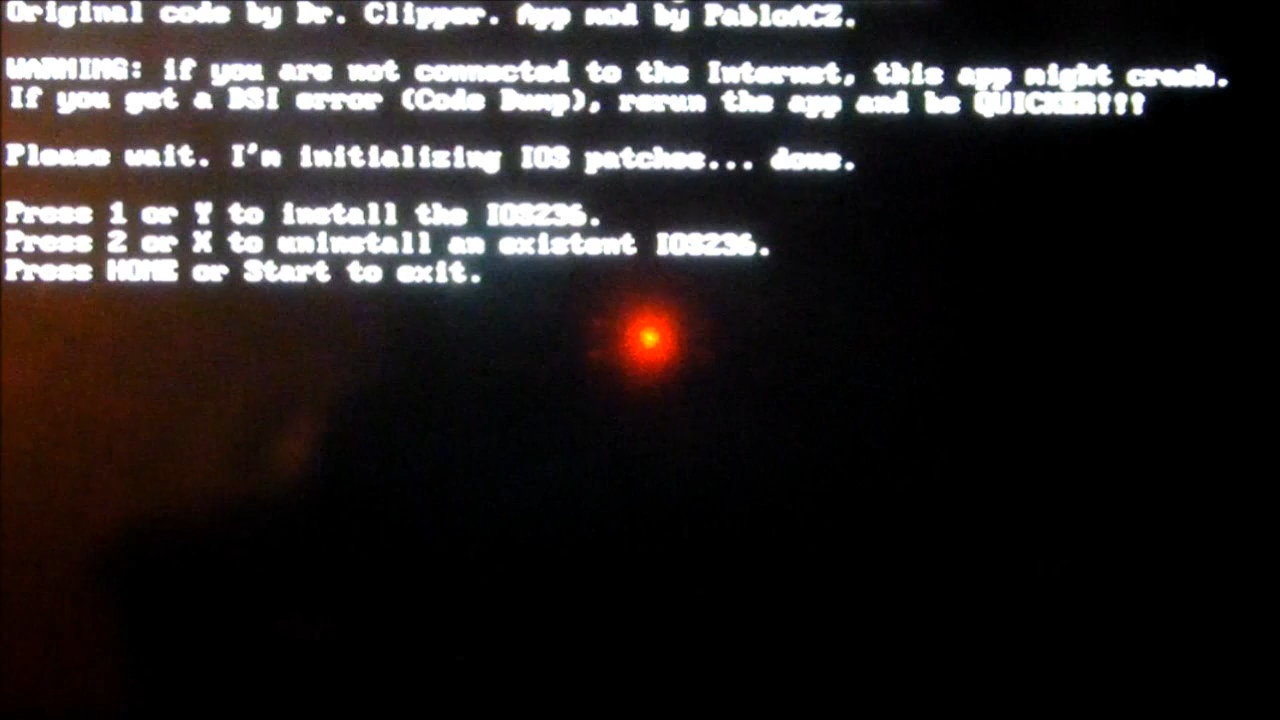 Original code by Dr. Clipper. App mod by PabloACZ.
WARNING: if you are not connected to the Internet, this app might crash.
If you get a DSI error (Code Dump), rerun the app and be QUICKER!!!
Please wait. I'm initializing IOS patches... done.
Press 1 or Y to install the IOS236.
Press 2 or X to uninstall an existent IOS236.
Press HOME or Start to exit.